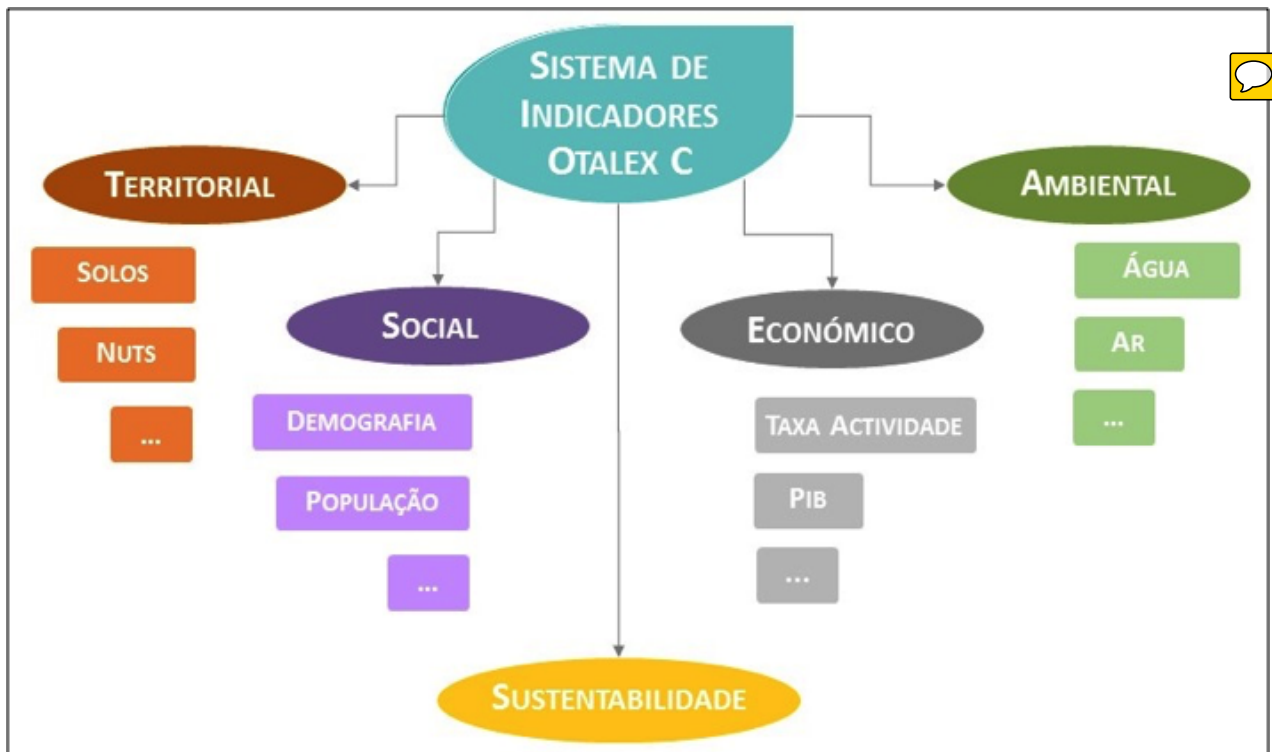 SISTEMA DE
INDICADORES
OTALEX C
TERRITORIAL
SOLOS
NUTS
...
SOCIAL
DEMOGRAFIA
POPULAÇÃO
...
ECONÓMICO
TAXA ACTIVIDADE
PIB
...
AMBIENTAL
ÁGUA
AR
...
SUSTENTABILIDADE